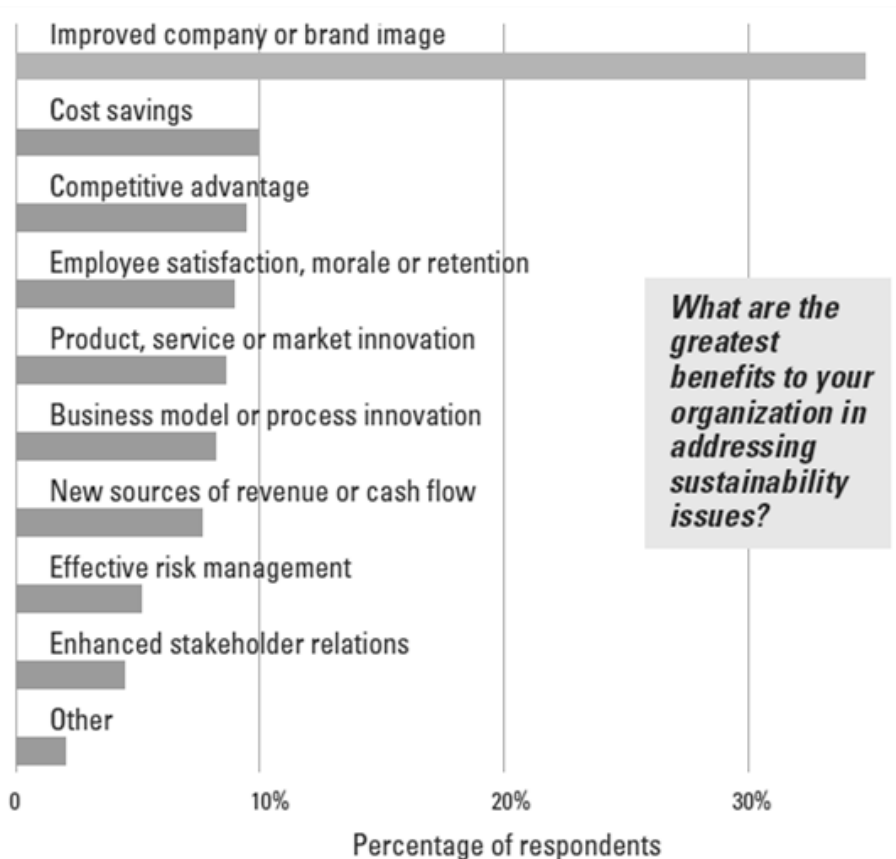 Improved company or brand image
Cost savings
Competitive advantage
Employee satisfaction, morale or retention
Product, service or market innovation
Business model or process innovation
New sources of revenue or cash flow
Effective risk management
Enhanced stakeholder relations
Other
What are the
greatest
benefits to your
organization in
addressing
sustainability
issues?
0 10% 20% 30%
Percentage of respondents